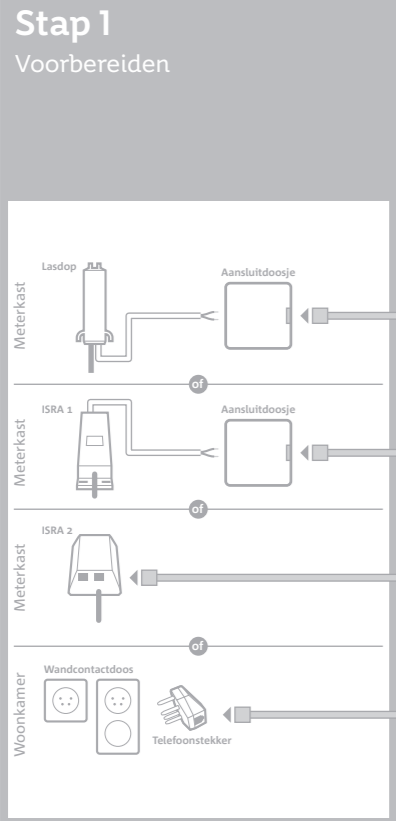 Stap 1
Voorbereiden
Meterkast
Lasdop
Aansluitdoosje
of
Meterkast
ISRA 1
Aansluitdoosje
of
Meterkast
ISRA 2
of
Woonkamer
Wandcontactdoos
Telefoonstekker